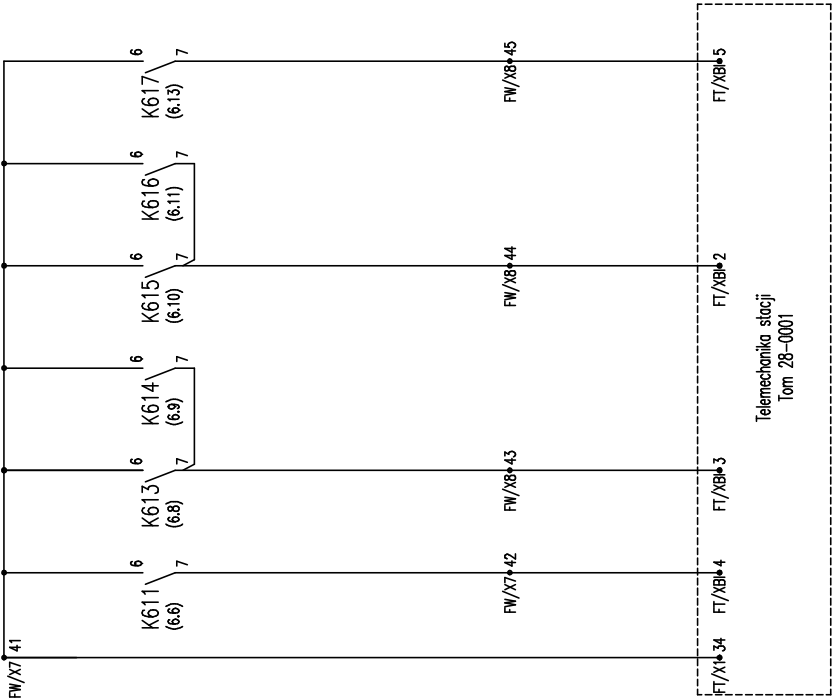 6 7
K617
(6.13)
FW/X8 45
FT/XBI 5
6 7
K616
(6.11)
6 7
K615
(6.10)
FW/X8 44
FT/XBI 2
6 7
K614
(6.9)
6 7
K613
(6.8)
FW/X8 43
FT/XBI 3
6 7
K611
(6.6)
FW/X7 42
FT/XBI 4
FW/X7 41
FT/X1 34
Telemechanika stacji
Tom 28-0001